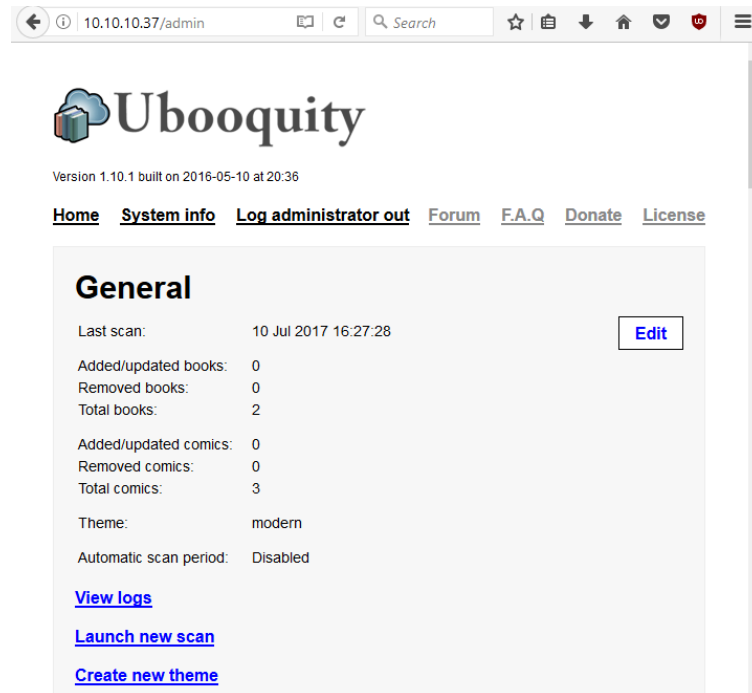 10.10.10.37/admin
Search
Ubooquity
Version 1.10.1 built on 2016-05-10 at 20:36
Home System info Log administrator out Forum F.A.Q Donate License
General
Last scan: 10 Jul 2017 16:27:28 Edit
Added/updated books: 0
Removed books: 0
Total books: 2
Added/updated comics: 0
Removed comics: 0
Total comics: 3
Theme: modern
Automatic scan period: Disabled
View logs
Launch new scan
Create new theme